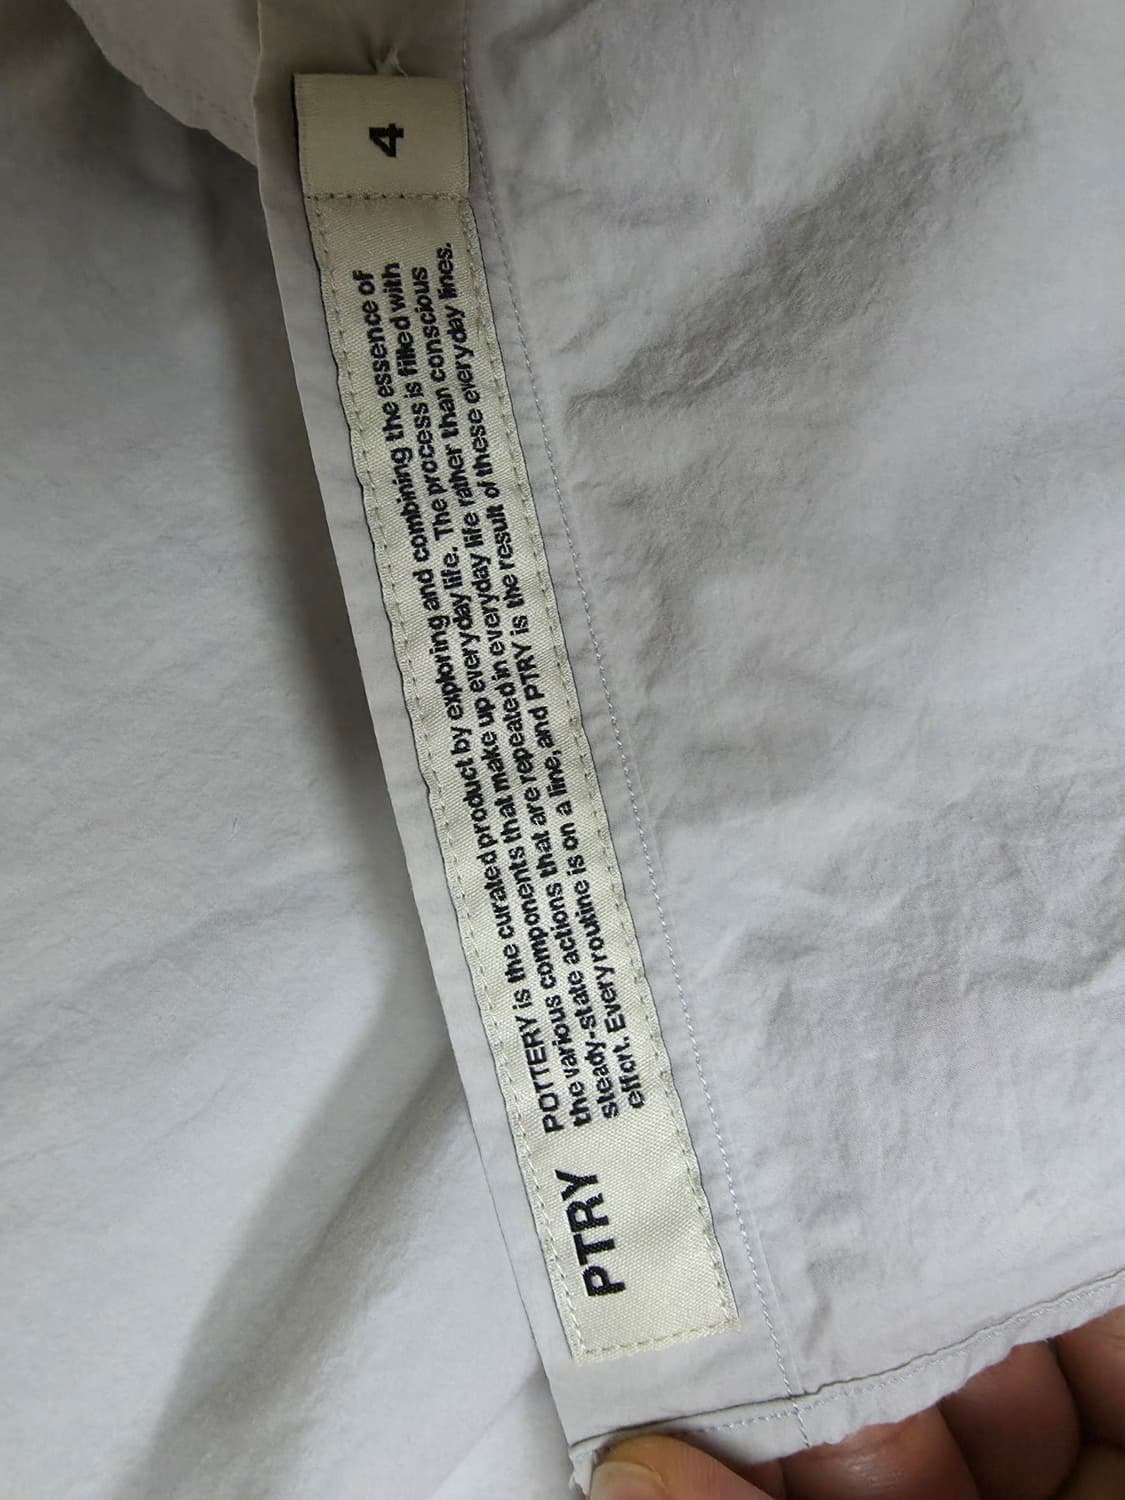 PTRY
POTTERY is the curated product by exploring and combining the essence of
the various components that make up everyday life. The process is filled with
steady-state actions that are repeated in everyday life rather than conscious
effort. Every routine is on a line, and PTRY is the result of these everyday lines.
4